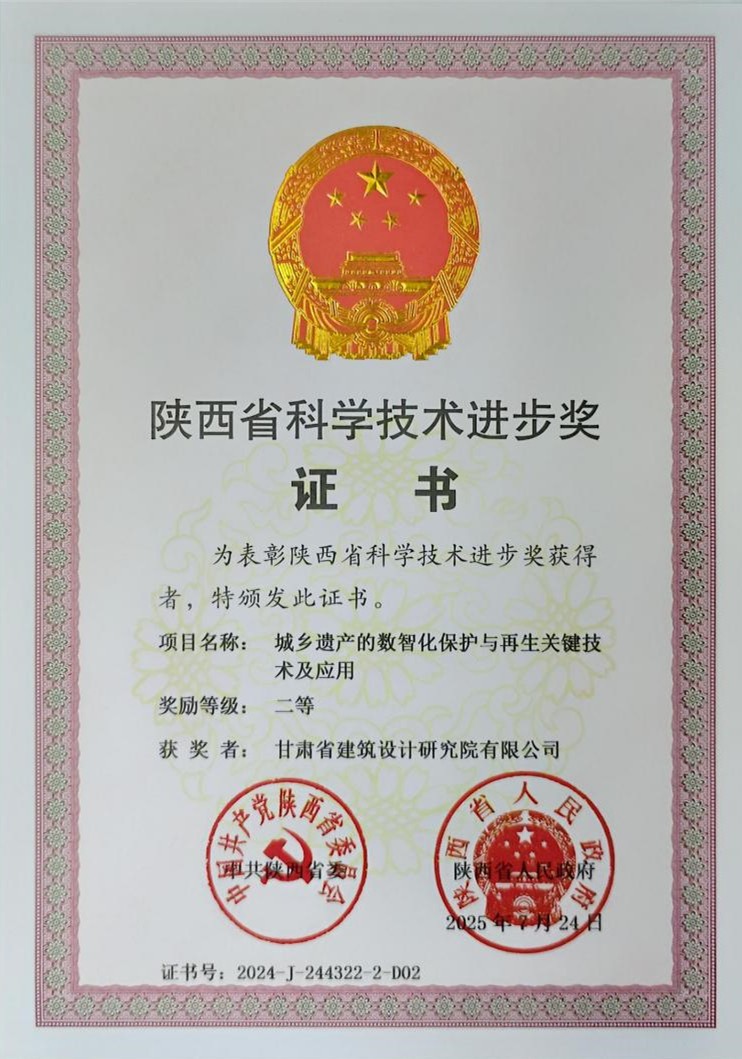 陕西省科学技术进步奖
证 书
为表彰陕西省科学技术进步奖获得
者，特颁发此证书。
项目名称： 城乡遗产的数智化保护与再生关键技
术及应用
奖励等级： 二等
获 奖 者： 甘肃省建筑设计研究院有限公司
中国共产党陕西省委员会
中共陕西省委
陕西省人民政府
陕西省人民政府
2025年7月24日
证书号：2024-J-244322-2-D02